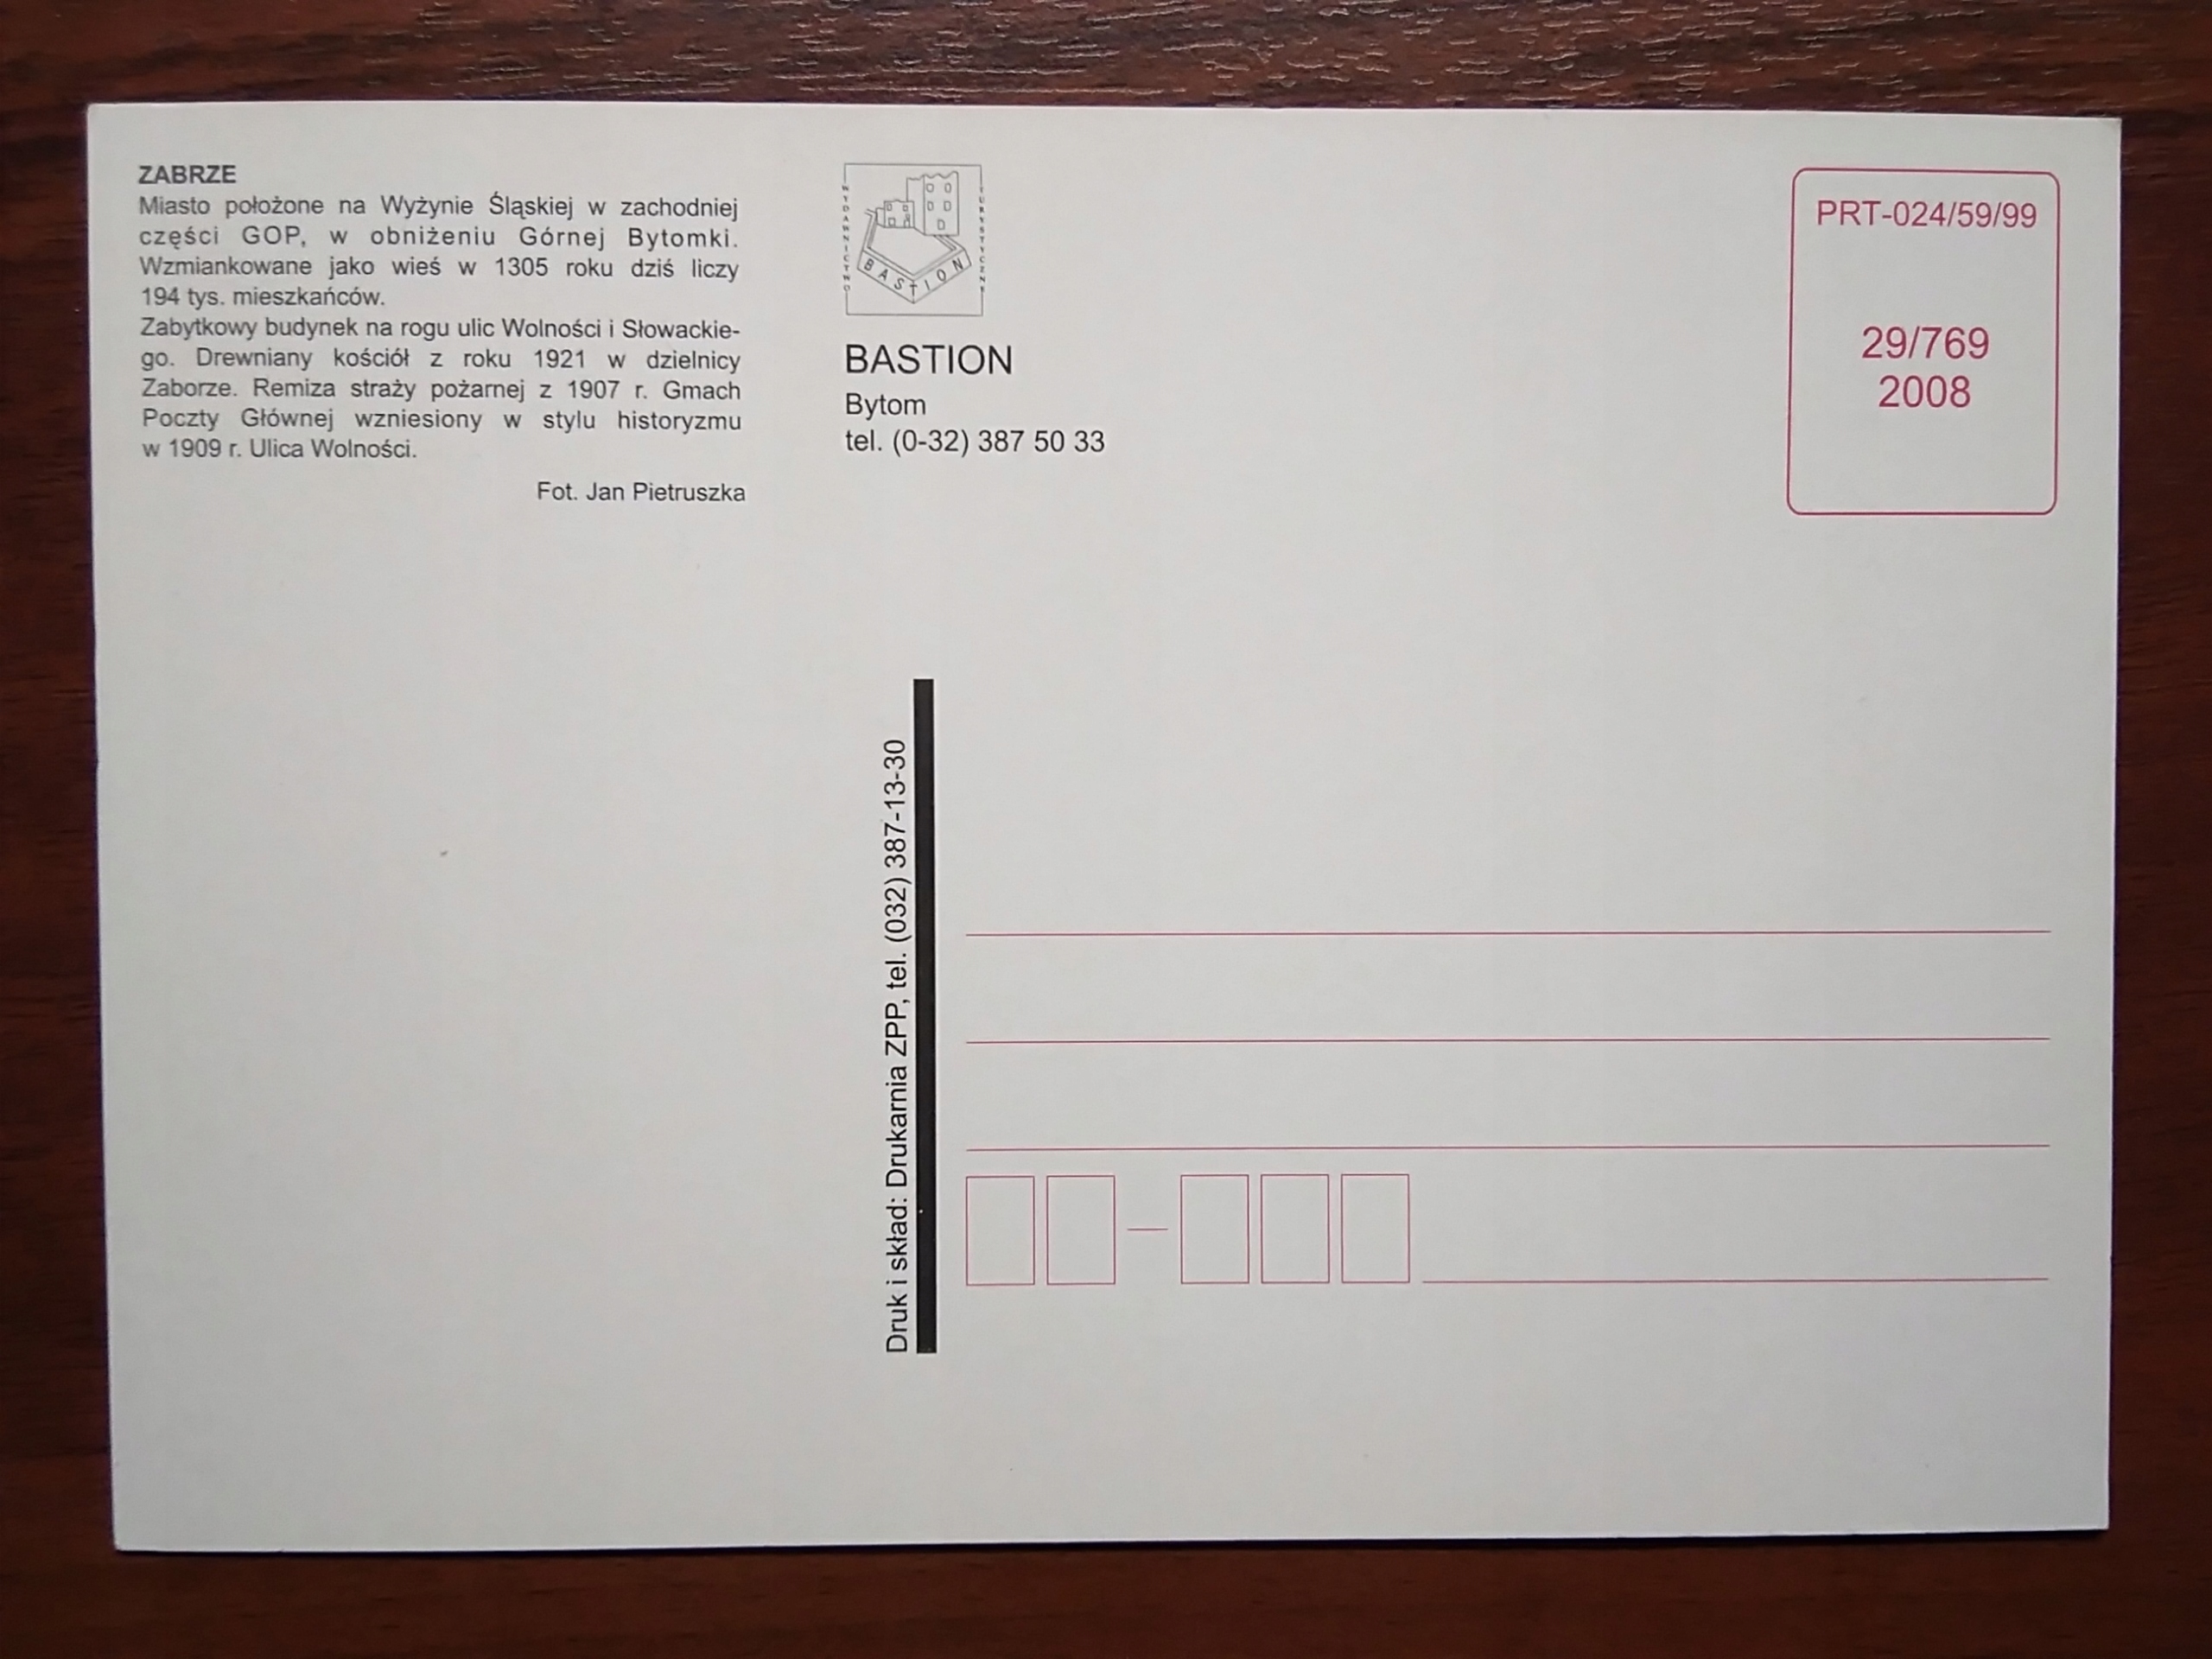 ZABRZE
Miasto położone na Wyżynie Śląskiej w zachodniej
części GOP, w obniżeniu Górnej Bytomki.
Wzmiankowane jako wieś w 1305 roku dziś liczy
194 tys. mieszkańców.
Zabytkowy budynek na rogu ulic Wolności i Słowackie-
go. Drewniany kościół z roku 1921 w dzielnicy
Zaborze. Remiza straży pożarnej z 1907 r. Gmach
Poczty Głównej wzniesiony w stylu historyzmu
w 1909 r. Ulica Wolności.
Fot. Jan Pietruszka
WYDAWNICTWO
BASTION
TURYSTYCZNE
BASTION
Bytom
tel. (0-32) 387 50 33
PRT-024/59/99
29/769
2008
Druk i skład: Drukarnia ZPP, tel. (032) 387-13-30